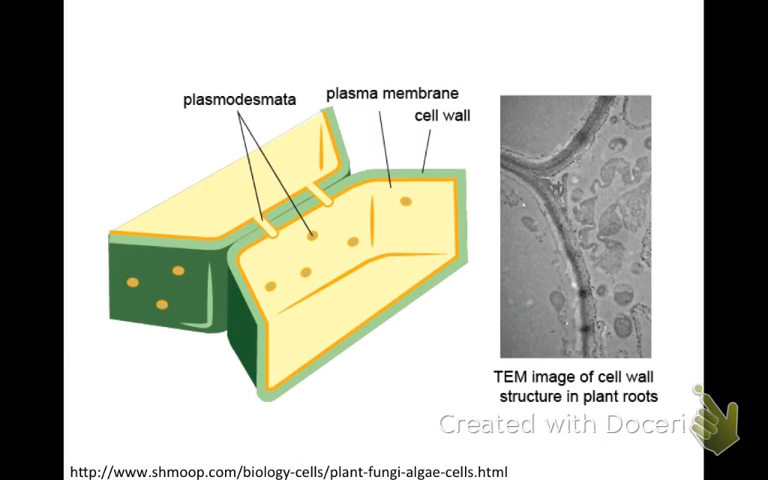 plasmodesmata
plasma membrane
cell wall
TEM image of cell wall
structure in plant roots
Created with Doceri
http://www.shmoop.com/biology-cells/plant-fungi-algae-cells.html